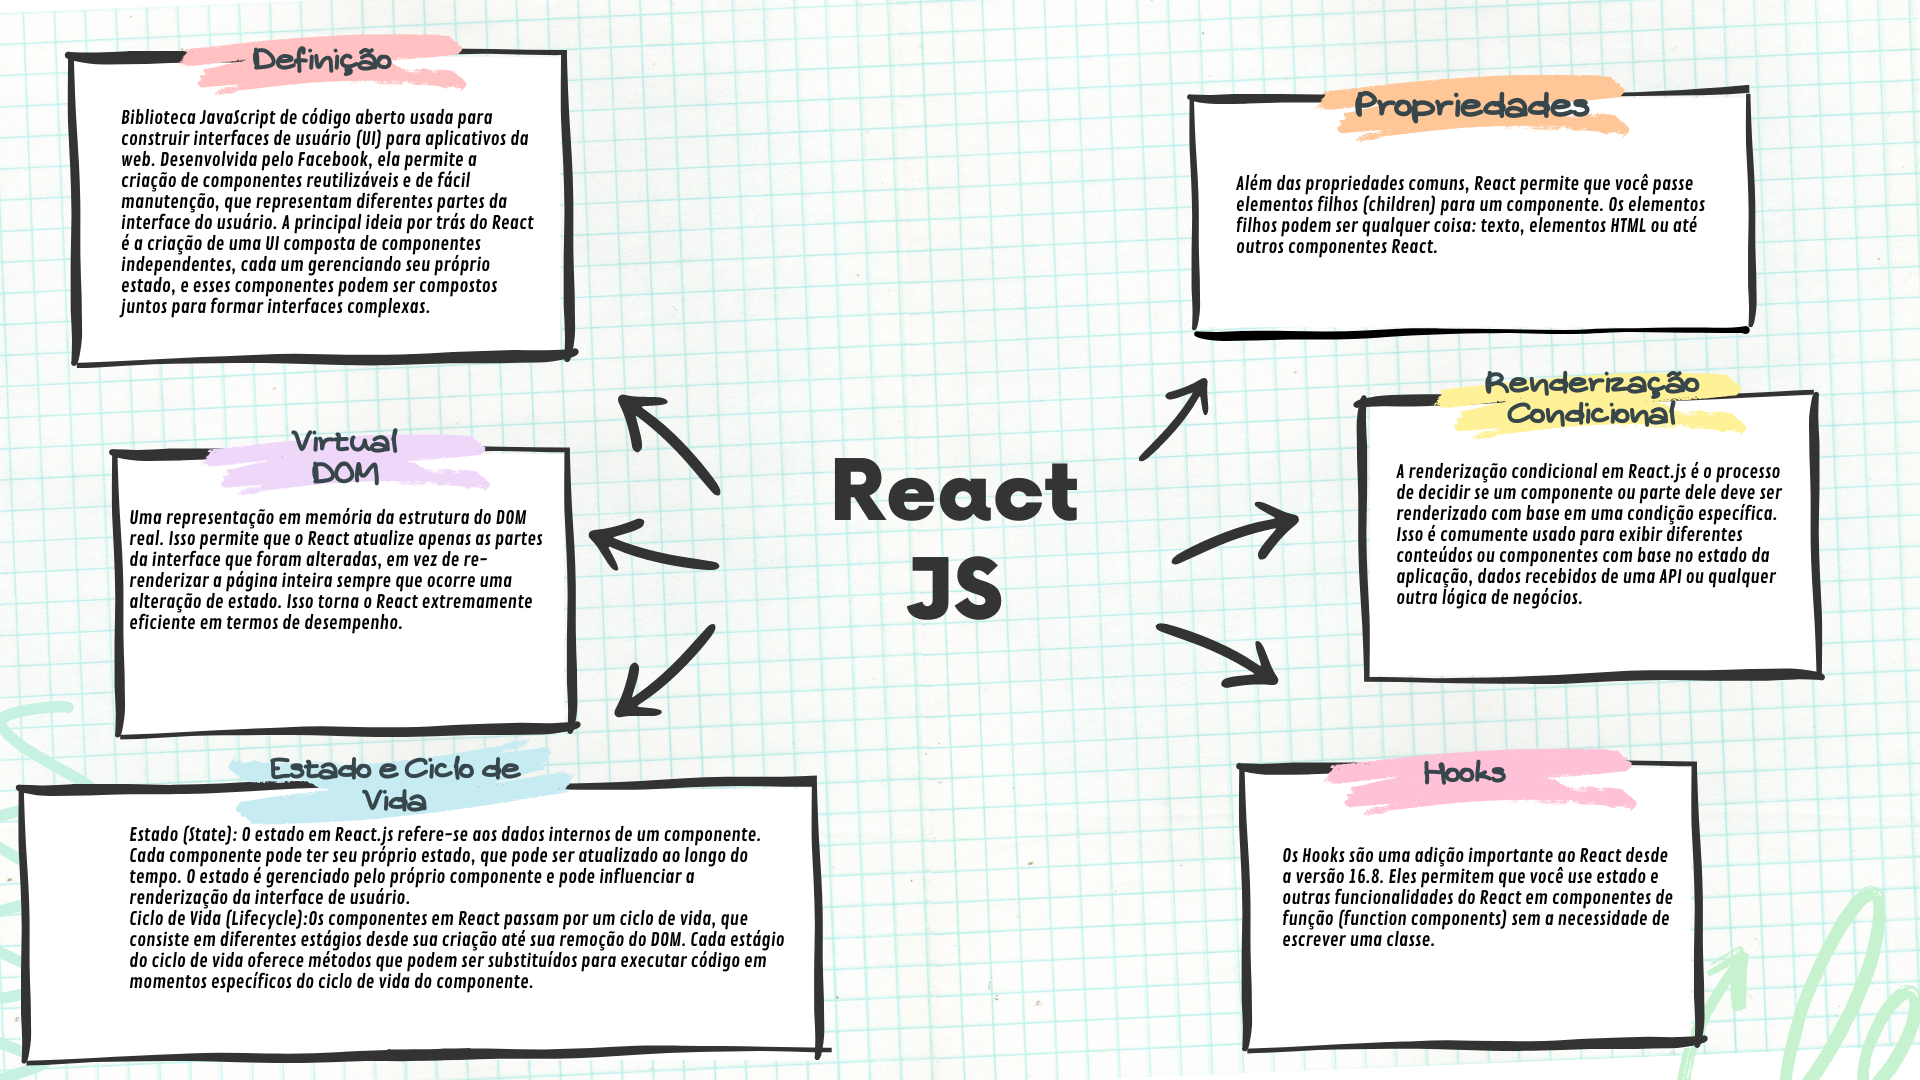 Definição
Biblioteca JavaScript de código aberto usada para
construir interfaces de usuário (UI) para aplicativos da
web. Desenvolvida pelo Facebook, ela permite a
criação de componentes reutilizáveis e de fácil
manutenção, que representam diferentes partes da
interface do usuário. A principal ideia por trás do React
é a criação de uma UI composta de componentes
independentes, cada um gerenciando seu próprio
estado, e esses componentes podem ser compostos
juntos para formar interfaces complexas.
Virtual
DOM
Uma representação em memória da estrutura do DOM
real. Isso permite que o React atualize apenas as partes
da interface que foram alteradas, em vez de re-
renderizar a página inteira sempre que ocorre uma
alteração de estado. Isso torna o React extremamente
eficiente em termos de desempenho.
Estado e Ciclo de
Vida
Estado (State): O estado em React.js refere-se aos dados internos de um componente.
Cada componente pode ter seu próprio estado, que pode ser atualizado ao longo do
tempo. O estado é gerenciado pelo próprio componente e pode influenciar a
renderização da interface de usuário.
Ciclo de Vida (Lifecycle):Os componentes em React passam por um ciclo de vida, que
consiste em diferentes estágios desde sua criação até sua remoção do DOM. Cada estágio
do ciclo de vida oferece métodos que podem ser substituídos para executar código em
momentos específicos do ciclo de vida do componente.
React
JS
Propriedades
Além das propriedades comuns, React permite que você passe
elementos filhos (children) para um componente. Os elementos
filhos podem ser qualquer coisa: texto, elementos HTML ou até
outros componentes React.
Renderização
Condicional
A renderização condicional em React.js é o processo
de decidir se um componente ou parte dele deve ser
renderizado com base em uma condição específica.
Isso é comumente usado para exibir diferentes
conteúdos ou componentes com base no estado da
aplicação, dados recebidos de uma API ou qualquer
outra lógica de negócios.
Hooks
Os Hooks são uma adição importante ao React desde
a versão 16.8. Eles permitem que você use estado e
outras funcionalidades do React em componentes de
função (function components) sem a necessidade de
escrever uma classe.